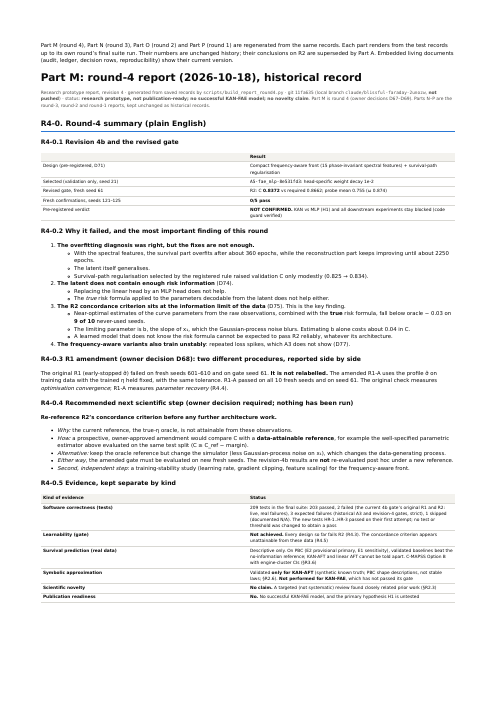 Part M (round 4), Part N (round 3), Part O (round 2) and Part P (round 1) are regenerated from the same records. Each part renders from the test records
up to its own round's final suite run. Their numbers are unchanged history; their conclusions on R2 are superseded by Part A. Embedded living documents
(audit, ledger, decision rows, reproducibility) show their current version.
Part M: round-4 report (2026-10-18), historical record
Research prototype report, revision 4 · generated from saved records by scripts/build_report_round4.py · git (local branch not
pushed) · status: research prototype, not publication-ready; no successful KAN-FAE model; no novelty claim. Part M is round 4 (owner decisions D67–D69). Parts N–P are the
round-3, round-2 and round-1 reports, kept unchanged as historical records.
R4-0. Round-4 summary (plain English)
R4-0.1 Revision 4b and the revised gate
Result
Design (pre-registered, D71) Compact frequency-aware front (15 phase-invariant spectral features) + survival-path
regularisation
Selected (validation only, seed 21) head-specific weight decay 1e-2
Revised gate, fresh seed 61 R2: C 0.8372 vs required 0.8662; probe mean 0.755 (ω 0.874)
Fresh confirmations, seeds 121–125 0/5 pass
Pre-registered verdict NOT CONFIRMED. KAN vs MLP (H1) and all downstream experiments stay blocked (code
guard verified)
R4-0.2 Why it failed, and the most important finding of this round
1. The overfitting diagnosis was right, but the fixes are not enough.
◦ With the spectral features, the survival part overfits after about 360 epochs, while the reconstruction part keeps improving until about 2250
epochs.
◦ The latent itself generalises.
◦ Survival-path regularisation selected by the registered rule raised validation C only modestly (0.825 → 0.834).
2. The latent does not contain enough risk information (D74).
◦ Replacing the linear head by an MLP head does not help.
◦ The true risk formula applied to the parameters decodable from the latent does not help either.
3. The R2 concordance criterion sits at the information limit of the data (D75). This is the key finding.
◦ Near-optimal estimates of the curve parameters from the raw observations, combined with the true risk formula, fall below oracle − 0.03 on
9 of 10 never-used seeds.
◦ The limiting parameter is b, the slope of x₁, which the Gaussian-process noise blurs. Estimating b alone costs about 0.04 in C.
◦ A learned model that does not know the risk formula cannot be expected to pass R2 reliably, whatever its architecture.
4. The frequency-aware variants also train unstably: repeated loss spikes, which A3 does not show (D77).
R4-0.3 R1 amendment (owner decision D68): two different procedures, reported side by side
The original R1 (early-stopped ϑ) failed on fresh seeds 601–610 and on gate seed 61. It is not relabelled. The amended R1-A uses the profile ϑ on
training data with the trained η held fixed, with the same tolerance. R1-A passed on all 10 fresh seeds and on seed 61. The original check measures
optimisation convergence; R1-A measures parameter recovery (R4.4).
R4-0.4 Recommended next scientific step (owner decision required; nothing has been run)
Re-reference R2's concordance criterion before any further architecture work.
• Why: the current reference, the true-η oracle, is not attainable from these observations.
• How: a prospective, owner-approved amendment would compare C with a data-attainable reference, for example the well-specified parametric
estimator above evaluated on the same test split (C ≥ C_ref − margin).
• Alternative: keep the oracle reference but change the simulator (less Gaussian-process noise on x₁), which changes the data-generating process.
• Either way, the amended gate must be evaluated on new fresh seeds. The revision-4b results are not re-evaluated post hoc under a new reference.
• Second, independent step: a training-stability study (learning rate, gradient clipping, feature scaling) for the frequency-aware front.
R4-0.5 Evidence, kept separate by kind
Kind of evidence Status
Software correctness (tests) 209 tests in the final suite: 203 passed, 2 failed (the current 4b gate's original R1 and R2:
live, real failures), 3 expected failures (historical A3 and revision-4 gates, strict), 1 skipped
(documented N/A). The new tests HR-1..HR-3 passed on their first attempt; no test or
threshold was changed to obtain a pass
Learnability (gate) Not achieved. Every design so far fails R2 (R4.3). The concordance criterion appears
unattainable from these data (R4.5)
Survival prediction (real data) Descriptive only. On PBC (E2 provisional primary, E1 sensitivity), validated baselines beat the
no-information reference; KAN-AFT and linear AFT cannot be told apart. C-MAPSS Option B
with engine-cluster CIs (§R3.6)
Symbolic approximation Validated only for KAN-AFT (synthetic known truth; PBC shape descriptions, not stable
laws; §R2.6). Not performed for KAN-FAE, which has not passed its gate
Scientific novelty No claim. A targeted (not systematic) review found closely related prior work (§R2.3)
Publication readiness No. No successful KAN-FAE model, and the primary hypothesis H1 is untested